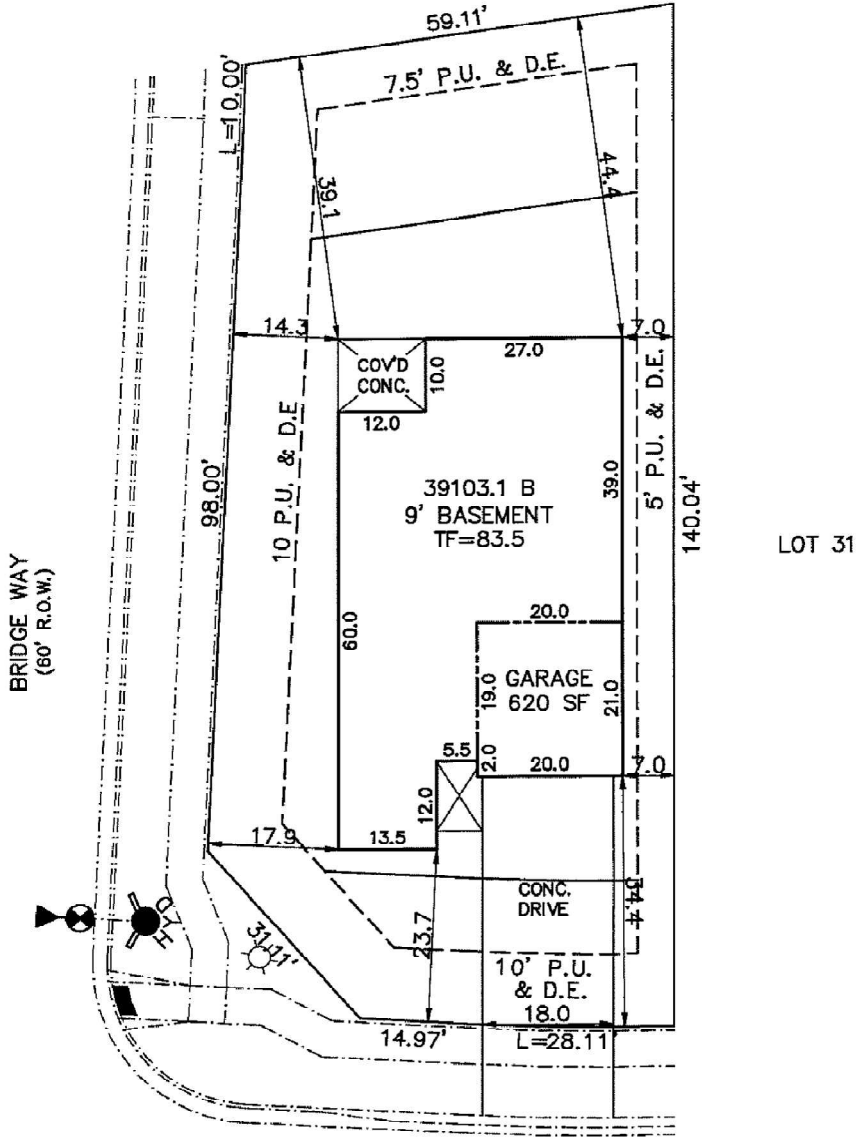 59.11'
7.5' P.U. & D.E.
L=10.00'
39.1
44.4
14.3
7.0
27.0
COV'D
CONC.
10.0
12.0
10 P.U. & D.E
5' P.U. & D.E.
98.00'
39103.1 B
9' BASEMENT
TF=83.5
39.0
140.04'
LOT 31
BRIDGE WAY
(60' R.O.W.)
60.0
20.0
GARAGE
620 SF
19.0
21.0
5.5
2.0
20.0
7.0
12.0
17.9
13.5
CONC.
DRIVE
34.4
23.7
HYD
31.11'
10' P.U.
& D.E.
18.0
14.97'
L=28.11'